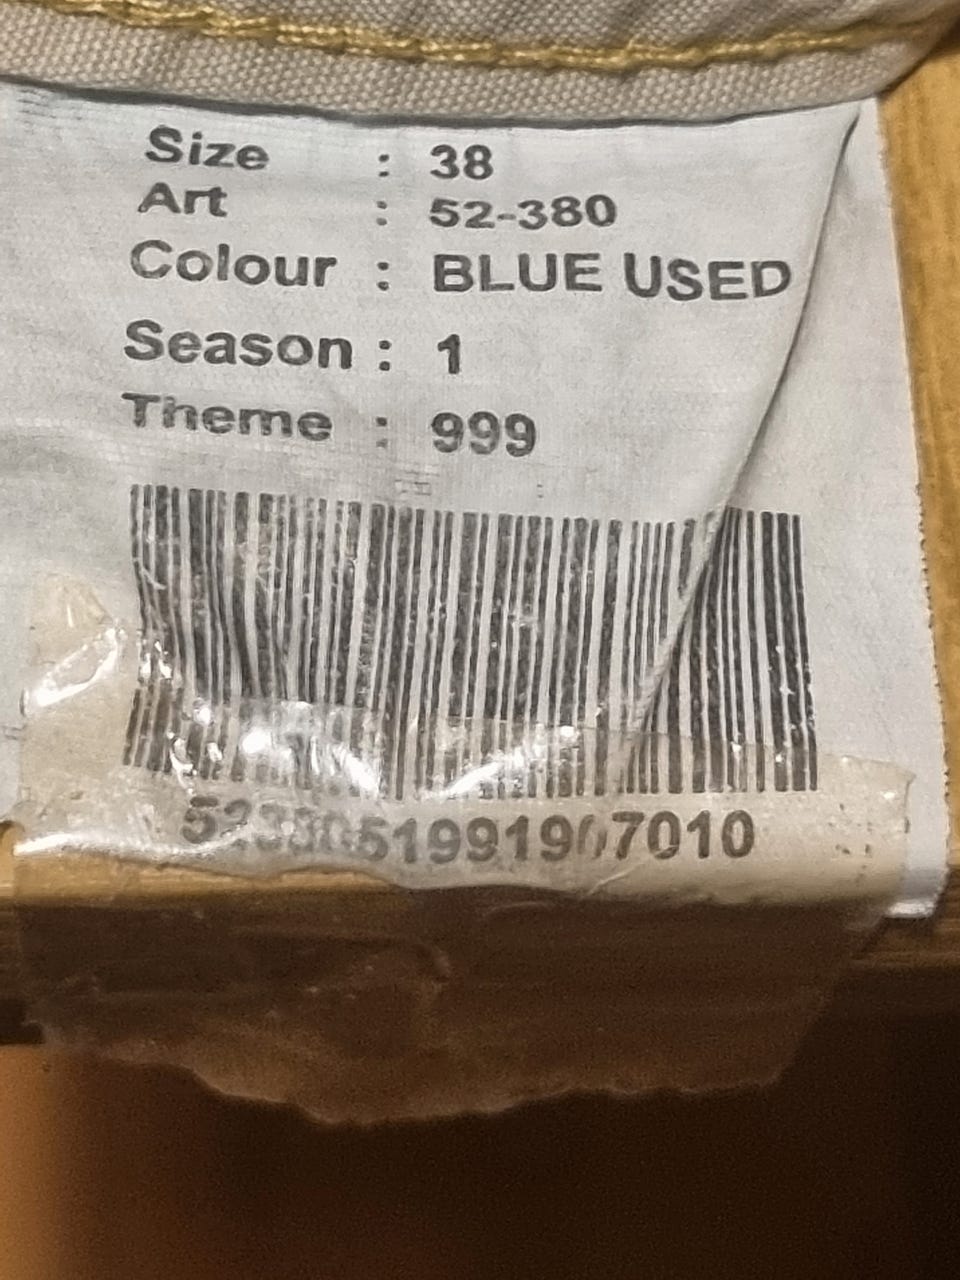 Size : 38
Art : 52-380
Colour : BLUE USED
Season : 1
Theme : 999